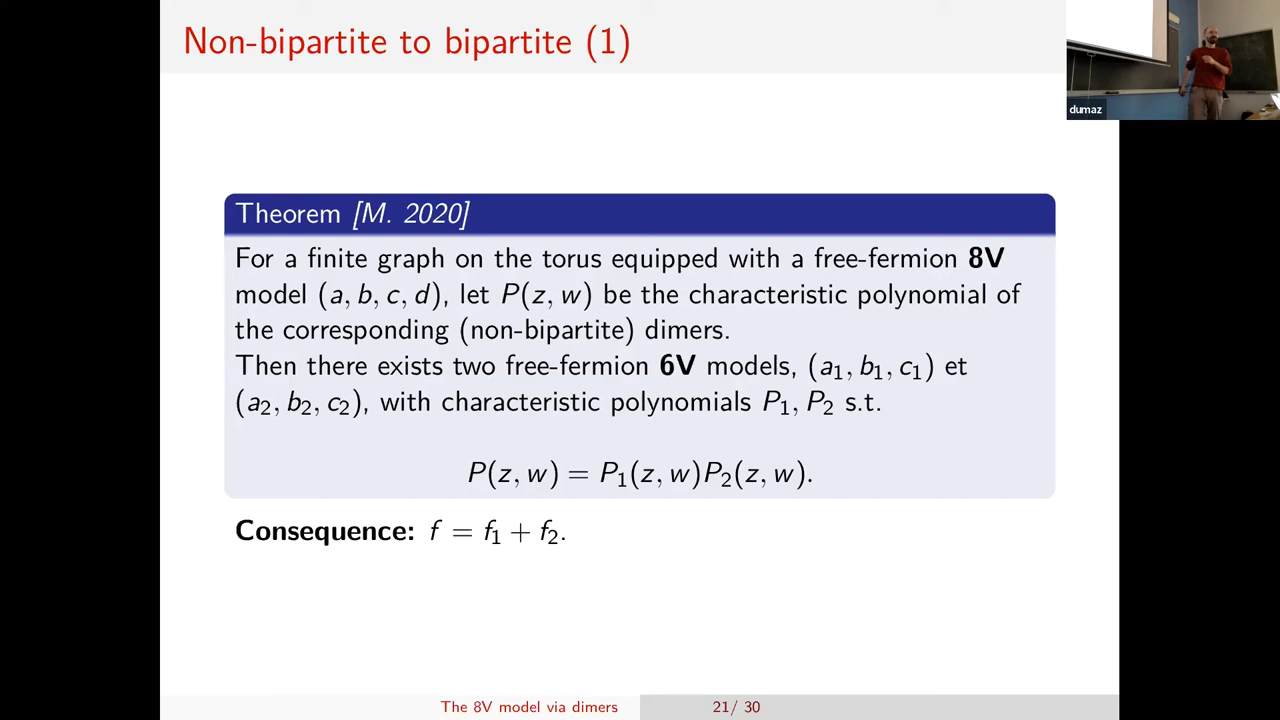 Non-bipartite to bipartite (1)
dumaz
Theorem [M. 2020]
For a finite graph on the torus equipped with a free-fermion 8V
model (a, b, c, d), let P(z, w) be the characteristic polynomial of
the corresponding (non-bipartite) dimers.
Then there exists two free-fermion 6V models, (a₁, b₁, c₁) et
(a₂, b₂, c₂), with characteristic polynomials P₁, P₂ s.t.
P(z, w) = P₁(z, w)P₂(z, w).
Consequence: f = f₁ + f₂.
The 8V model via dimers
21/ 30